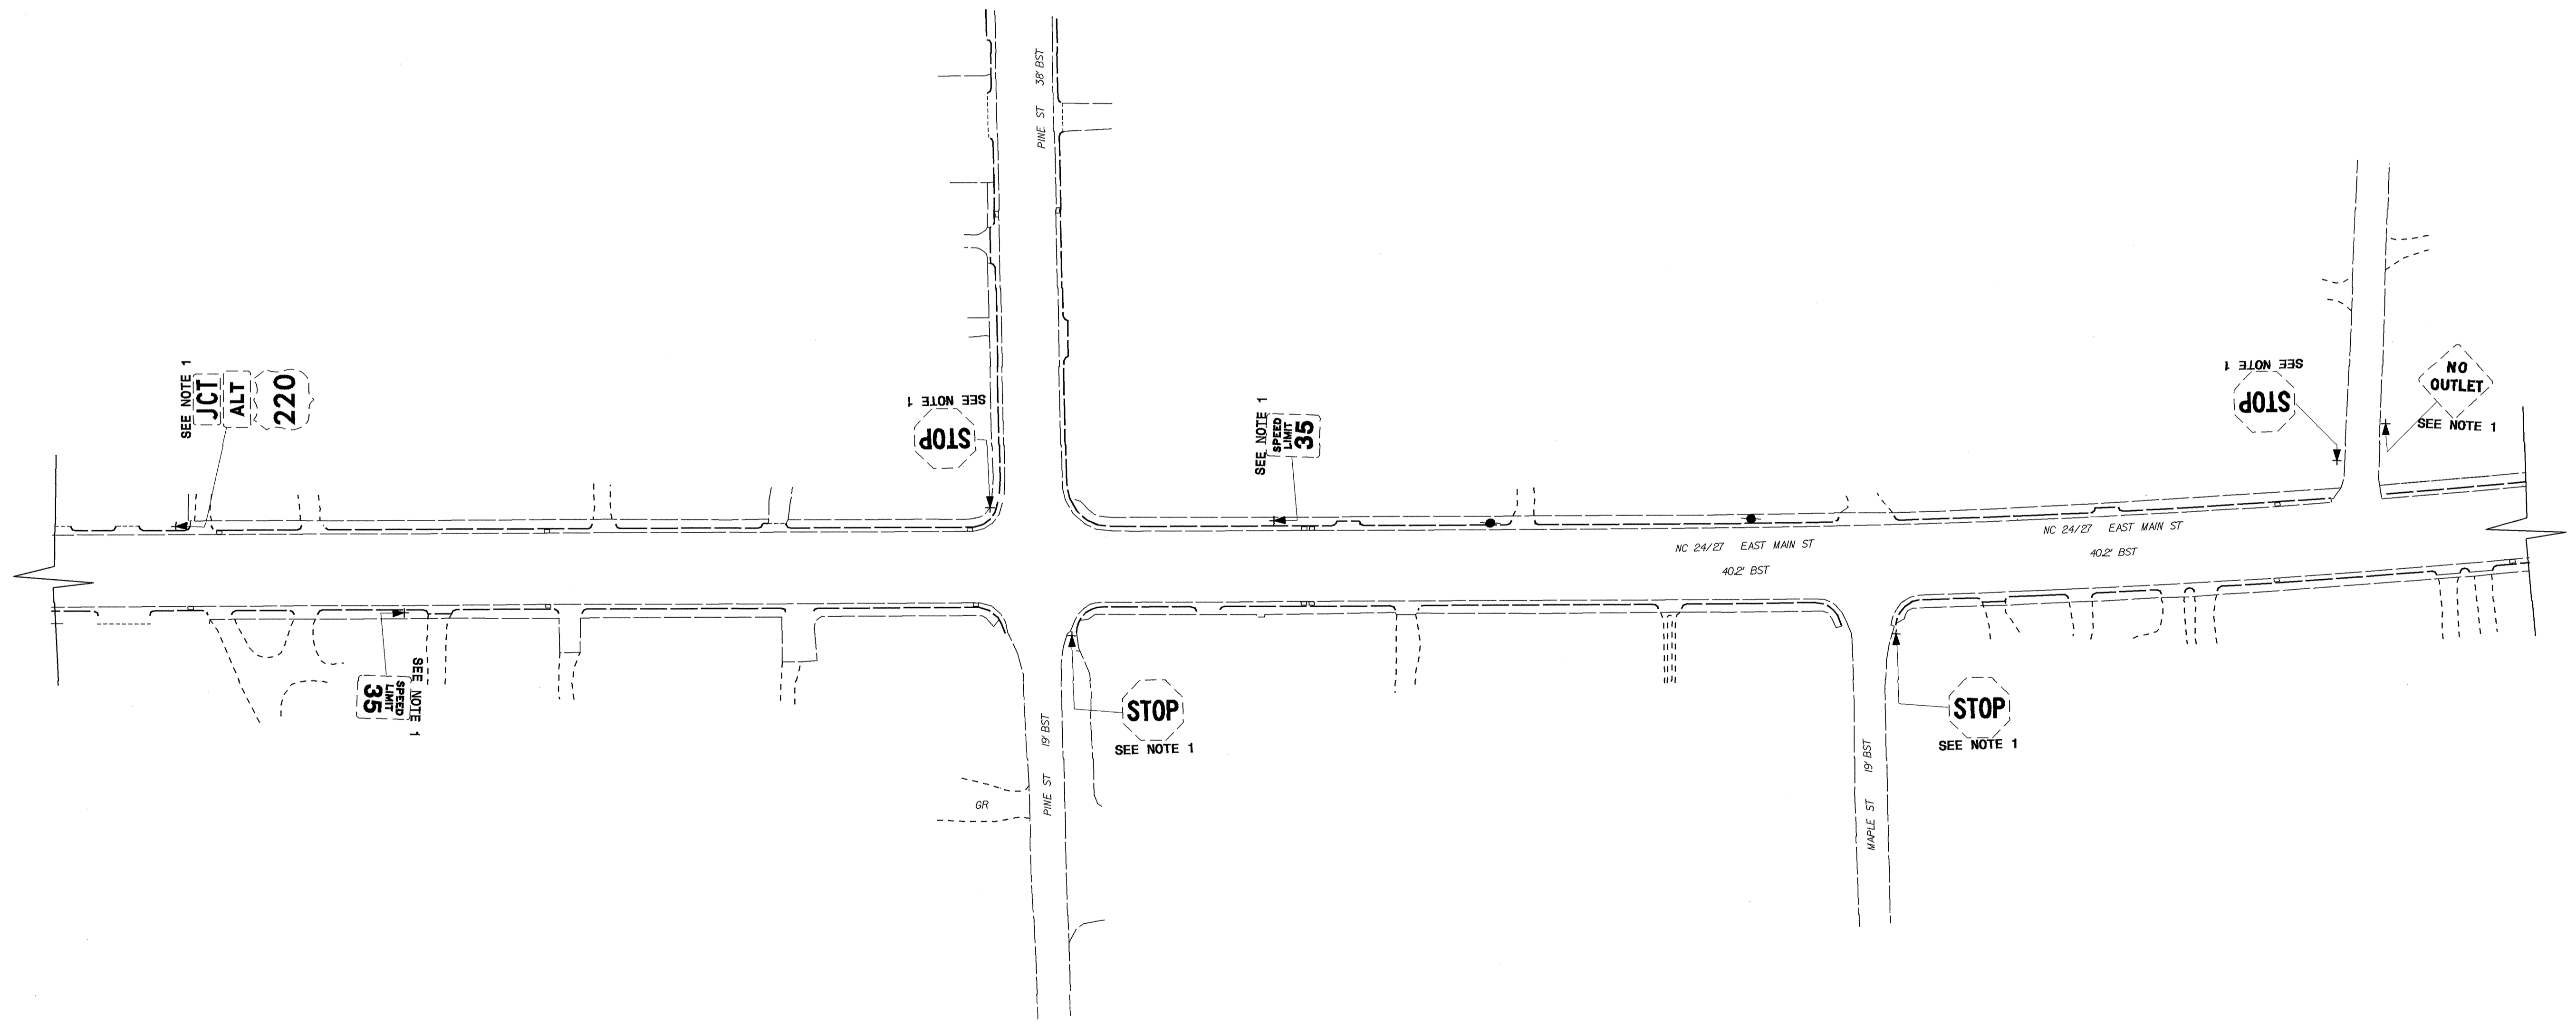 PINE ST 38' BST
SEE NOTE 1
JCT
ALT
220
SEE NOTE 1
STOP
SEE NOTE 1
SPEED
LIMIT
35
SEE NOTE 1
STOP
NO
OUTLET
SEE NOTE 1
NC 24/27 EAST MAIN ST
40.2' BST
NC 24/27 EAST MAIN ST
40.2' BST
SEE NOTE 1
SPEED
LIMIT
35
STOP
SEE NOTE 1
STOP
SEE NOTE 1
GR
PINE ST 19' BST
MAPLE ST 19' BST